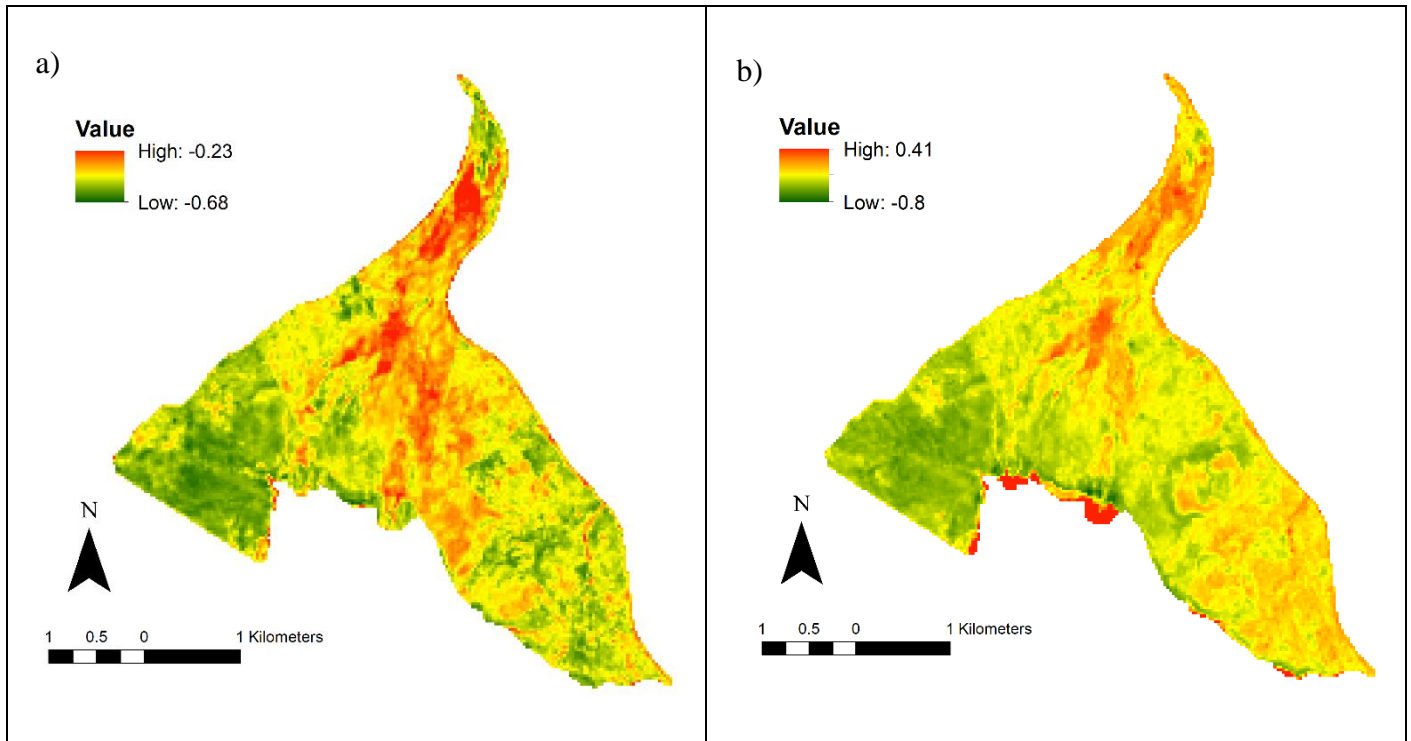 a)
Value
High: -0.23
Low: -0.68
N
1 0.5 0 1 Kilometers
b)
Value
High: 0.41
Low: -0.8
N
1 0.5 0 1 Kilometers